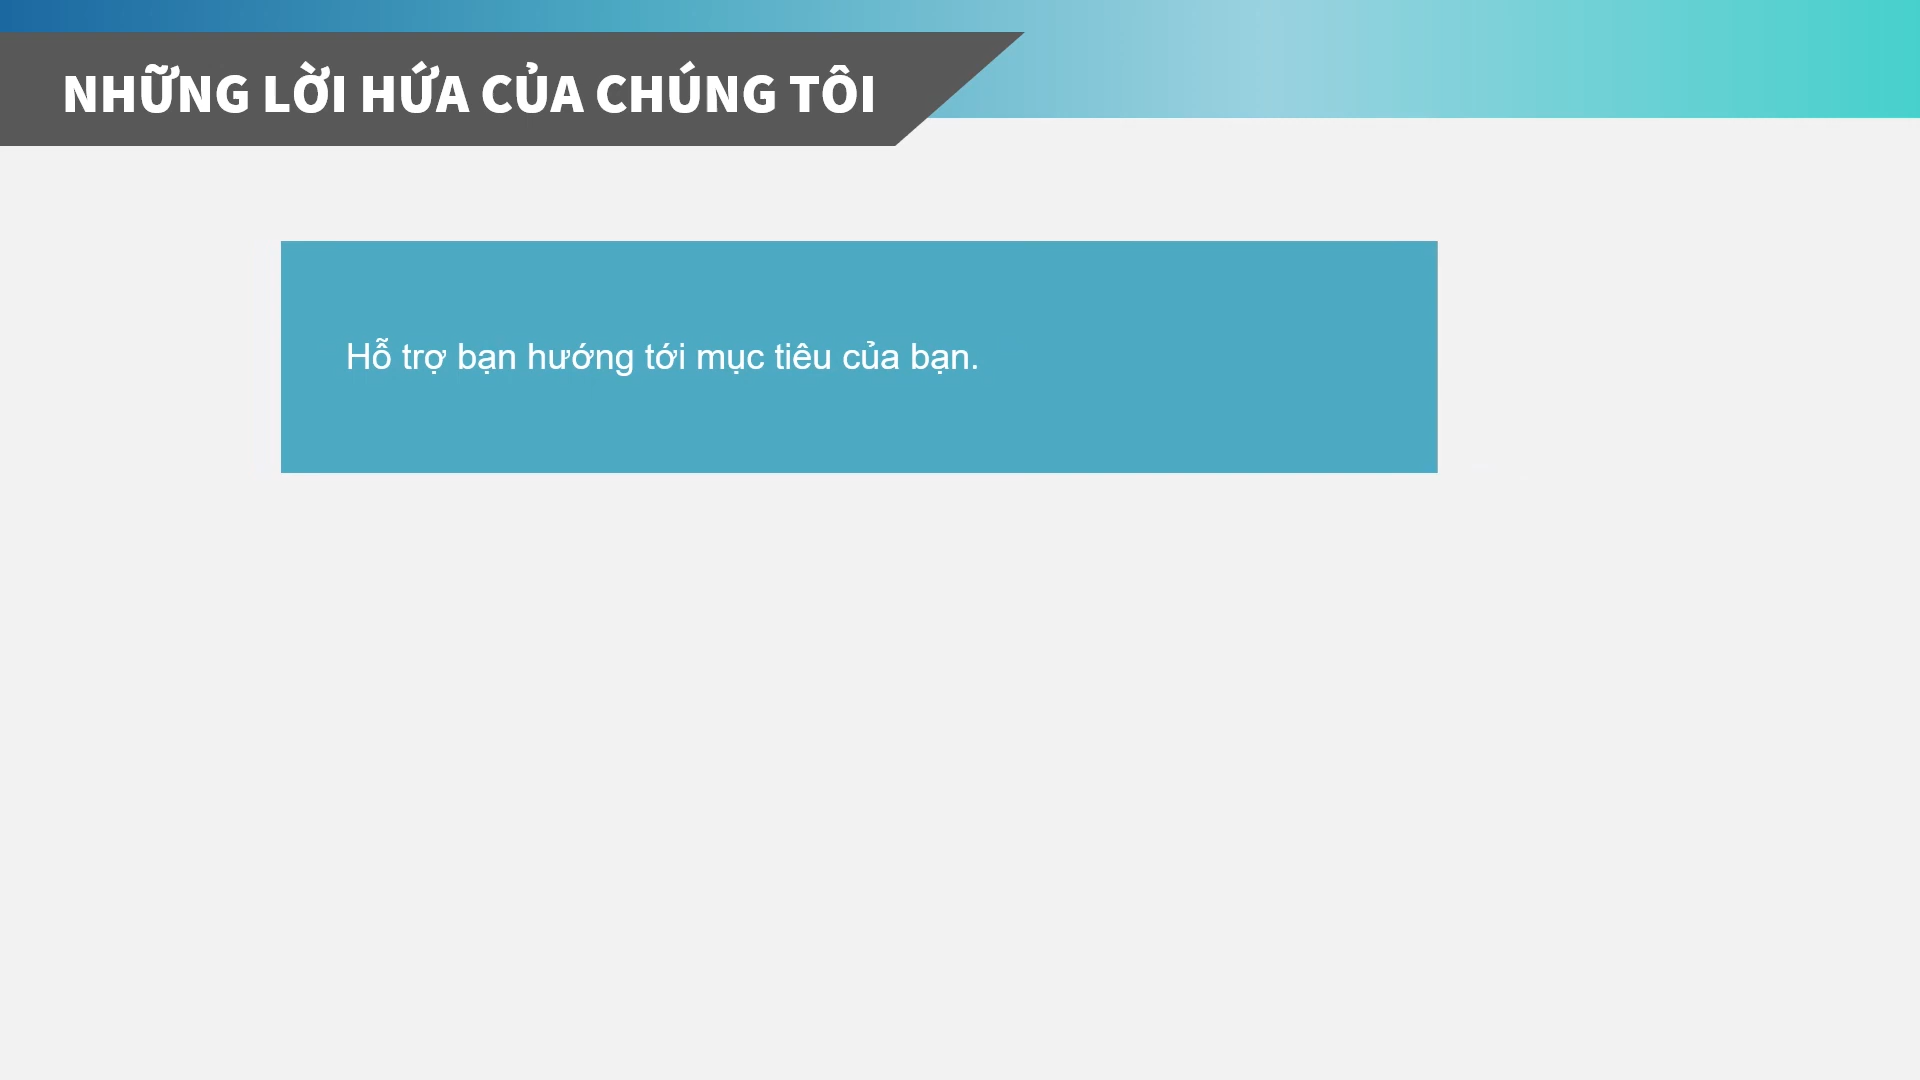 NHỮNG LỜI HỨA CỦA CHÚNG TÔI
Hỗ trợ bạn hướng tới mục tiêu của bạn.